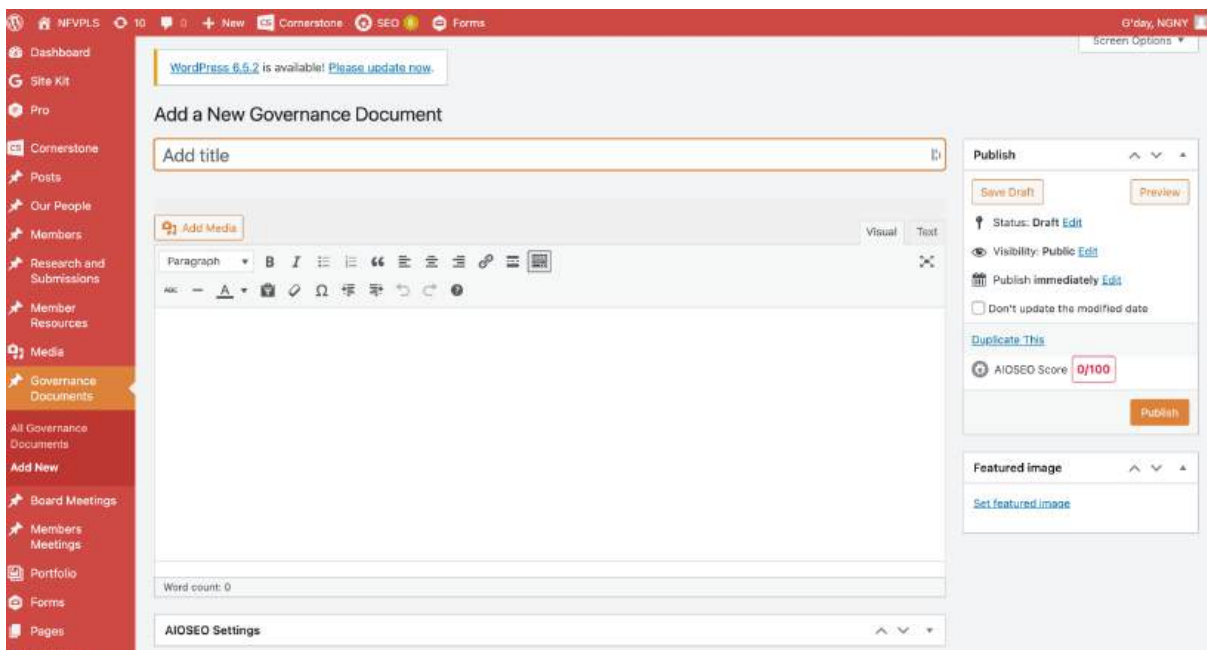 NFVPLS 10 0 + New Cornerstone SEO Forms
G'day, NGNY
Screen Options
Dashboard
Site Kit
Pro
Cornerstone
Posts
Our People
Members
Research and
Submissions
Member
Resources
Media
Governance
Documents
All Governance
Documents
Add New
Board Meetings
Members
Meetings
Portfolio
Forms
Pages
WordPress 6.5.2 is available! Please update now.
Add a New Governance Document
Add title
Add Media
Visual Text
Paragraph B I
ABC A
Word count: 0
AIOSEO Settings
Publish
Save Draft Preview
Status: Draft Edit
Visibility: Public Edit
Publish immediately Edit
Don't update the modified date
Duplicate This
AIOSEO Score 0/100
Publish
Featured image
Set featured image